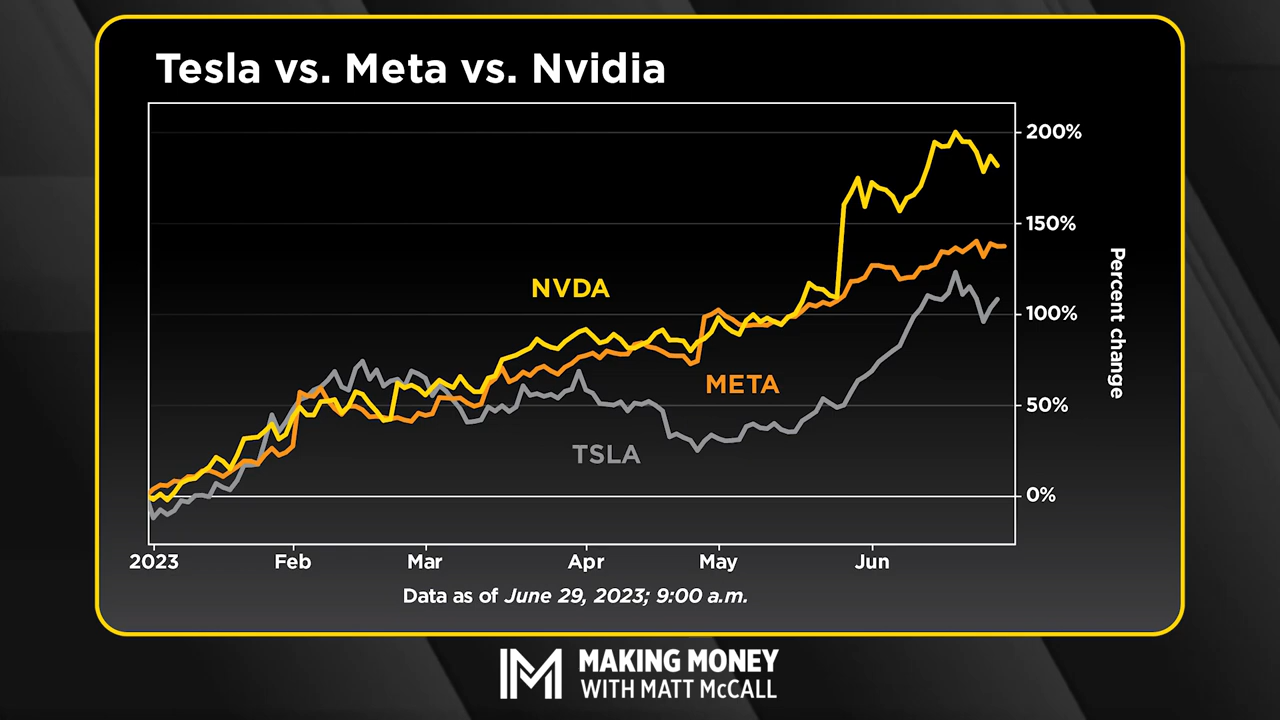 Tesla vs. Meta vs. Nvidia
200%
150%
NVDA
100%
META
50%
TSLA
0%
Percent change
2023 Feb Mar Apr May Jun
Data as of June 29, 2023; 9:00 a.m.
M MAKING MONEY
WITH MATT McCALL